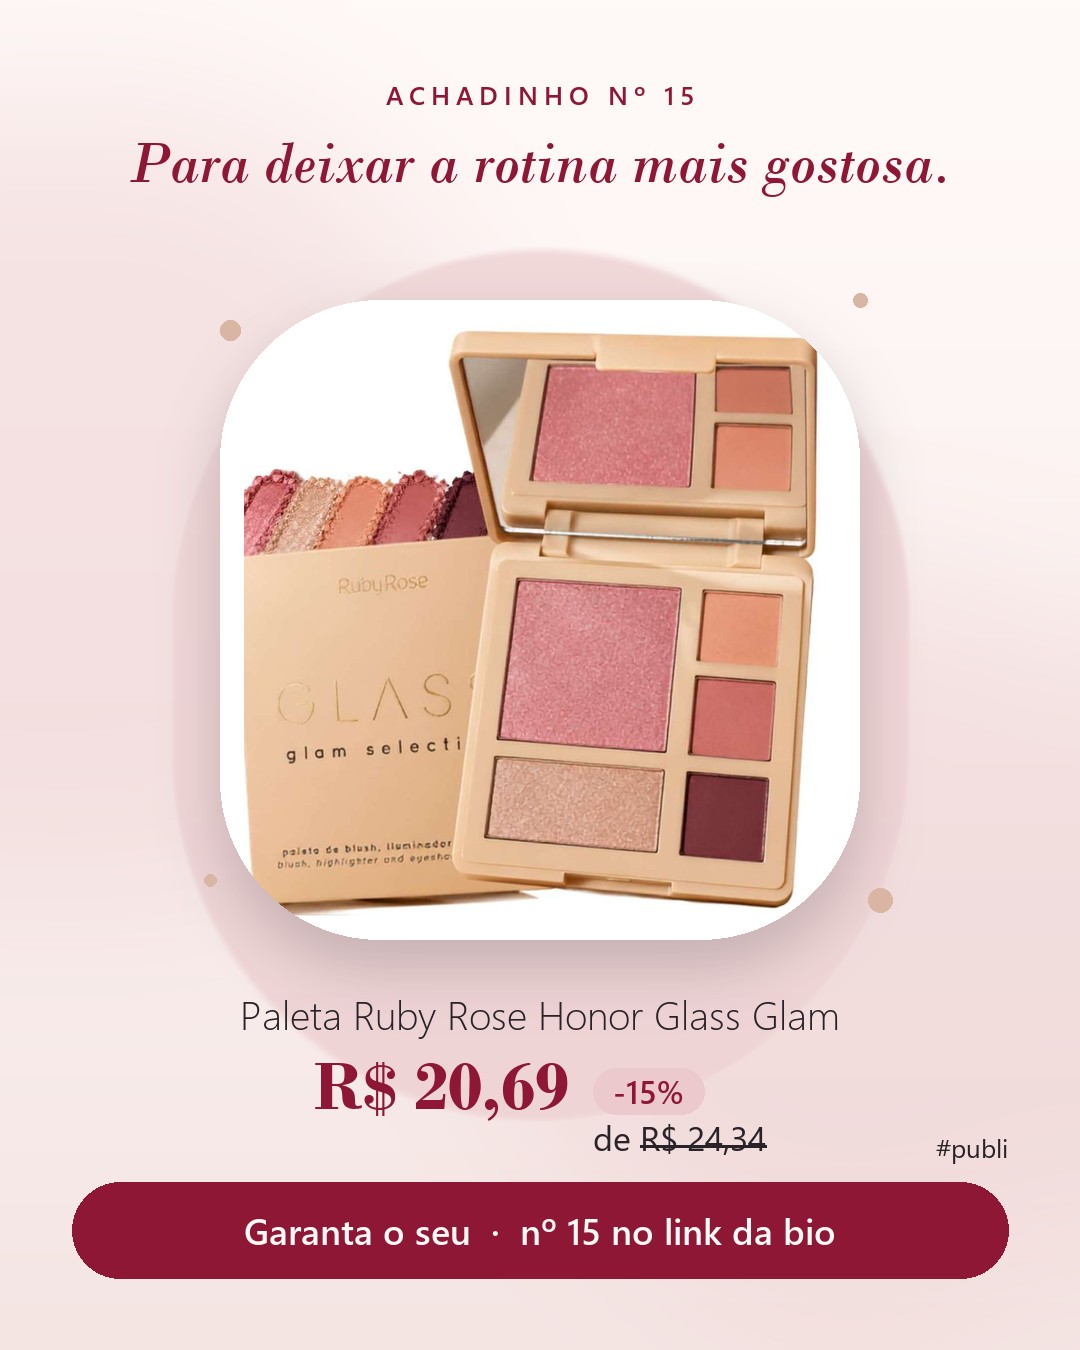 ACHADINHO Nº 15
Para deixar a rotina mais gostosa.
RubyRose
GLASS
glam selecti
paleta de blush, iluminador
blush, highlighter and eyesha
Paleta Ruby Rose Honor Glass Glam
R$ 20,69
-15%
de R$ 24,34
#publi
Garanta o seu · nº 15 no link da bio